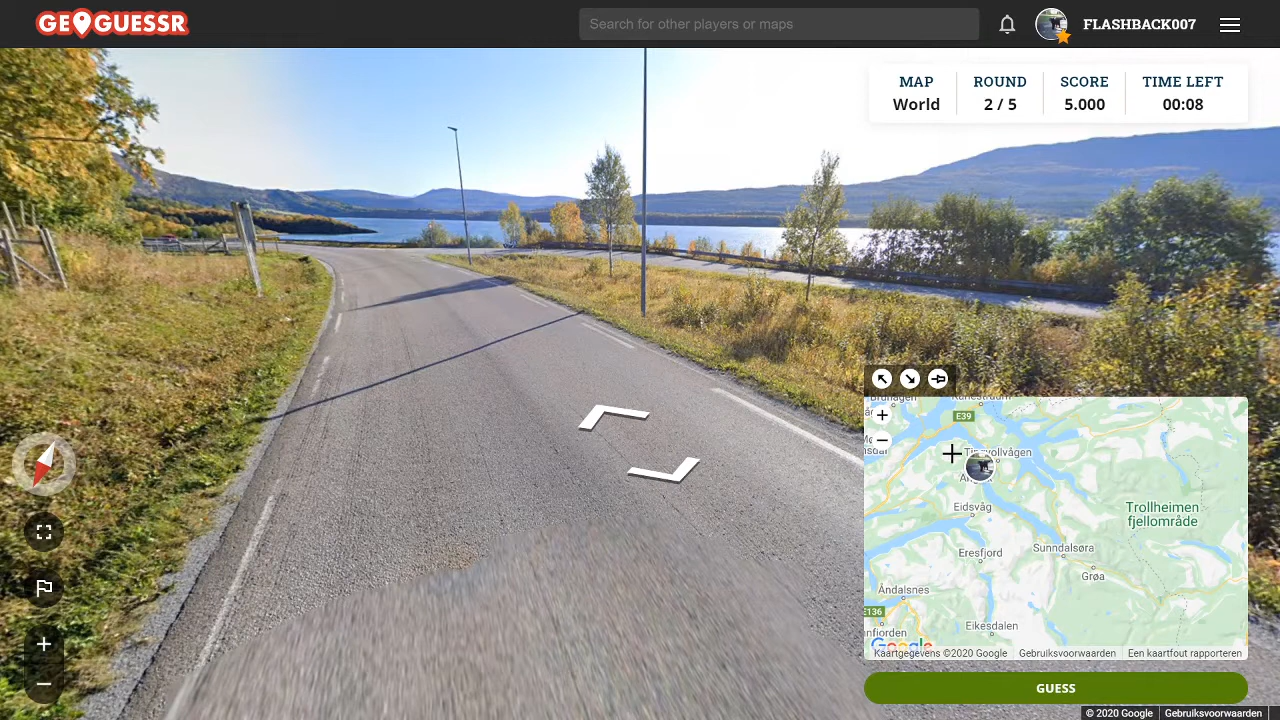 GEOGUESSR
Search for other players or maps
FLASHBACK007
MAP ROUND SCORE TIME LEFT
World 2 / 5 5.000 00:08
E39
Eidsvåg
Trollheimen
fjellområde
Eresfjord
Sunndalsøra
Grøa
Åndalsnes
E136
Eikesdalen
Google
Kaartgegevens ©2020 Google Gebruiksvoorwaarden Een kaartfout rapporteren
GUESS
© 2020 Google Gebruiksvoorwaarden